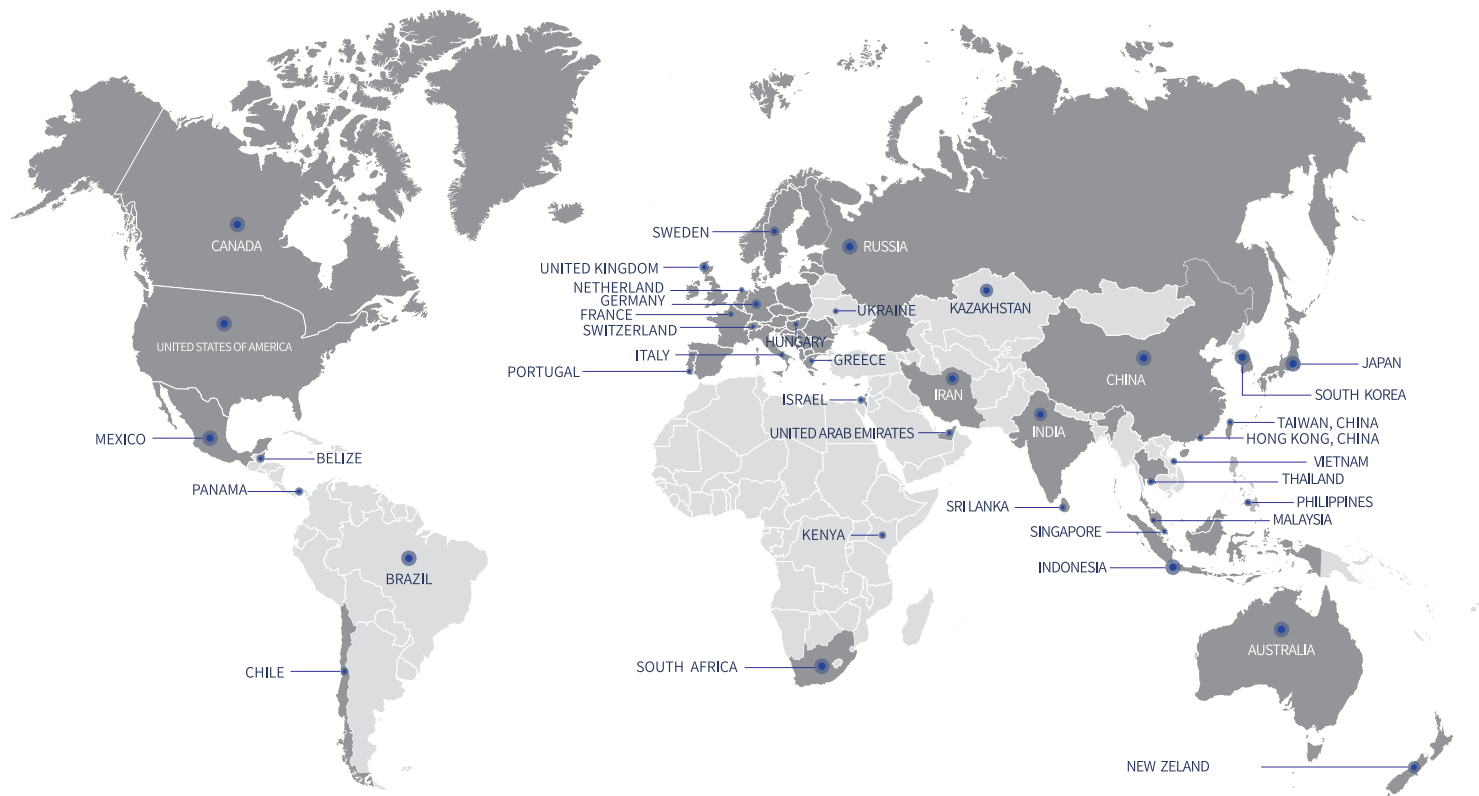 CANADA
UNITED STATES OF AMERICA
MEXICO
BELIZE
PANAMA
BRAZIL
CHILE
SWEDEN
RUSSIA
UNITED KINGDOM
NETHERLAND
GERMANY
FRANCE
SWITZERLAND
UKRAINE
KAZAKHSTAN
HUNGARY
ITALY
GREECE
PORTUGAL
ISRAEL
IRAN
UNITED ARAB EMIRATES
INDIA
CHINA
JAPAN
SOUTH KOREA
TAIWAN, CHINA
HONG KONG, CHINA
VIETNAM
THAILAND
PHILIPPINES
SRI LANKA
MALAYSIA
SINGAPORE
KENYA
INDONESIA
SOUTH AFRICA
AUSTRALIA
NEW ZELAND